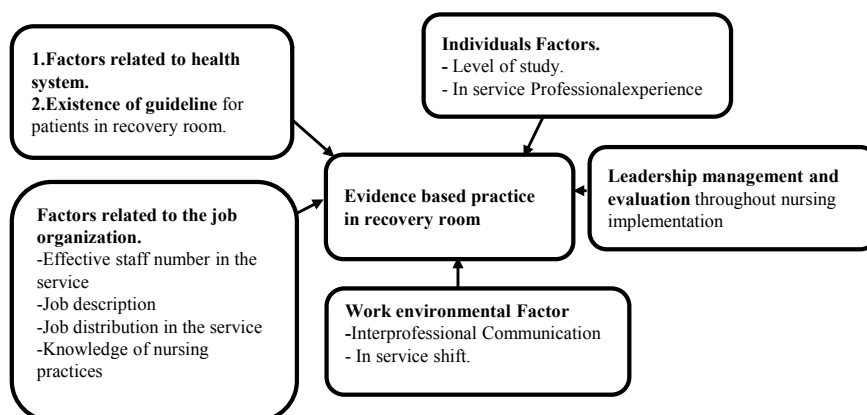 1.Factors related to health
system.
2.Existence of guideline for
patients in recovery room.
Individuals Factors.
- Level of study.
- In service Professionalexperience
Evidence based practice
in recovery room
Leadership management and
evaluation throughout nursing
implementation
Factors related to the job
organization.
-Effective staff number in the
service
-Job description
-Job distribution in the service
-Knowledge of nursing
practices
Work environmental Factor
-Interprofessional Communication
- In service shift.